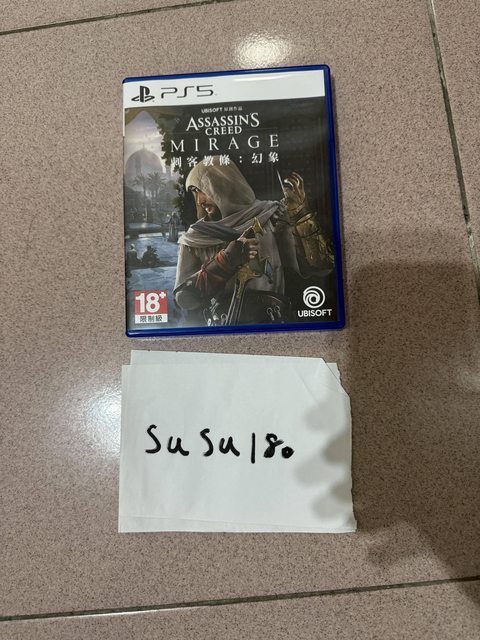 PS5
UBISOFT 原創作品
ASSASSIN'S
CREED
MIRAGE
刺客教條：幻象
18+
限制級
UBISOFT
susu180